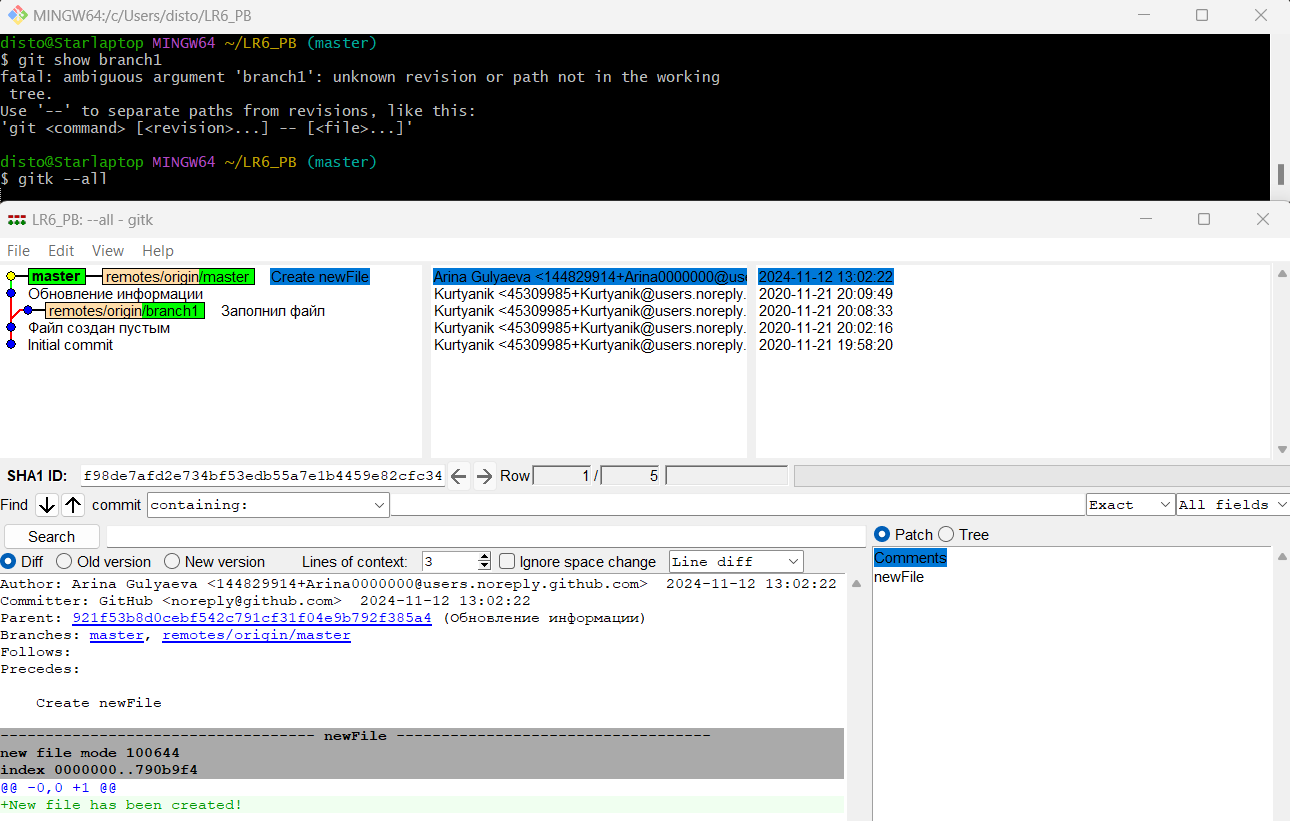 MINGW64:/c/Users/disto/LR6_PB
disto@Starlaptop MINGW64 ~/LR6_PB (master)
$ git show branch1
fatal: ambiguous argument 'branch1': unknown revision or path not in the working
 tree.
Use '--' to separate paths from revisions, like this:
'git <command> [<revision>...] -- [<file>...]'
disto@Starlaptop MINGW64 ~/LR6_PB (master)
$ gitk --all
LR6_PB: --all - gitk
File Edit View Help
master remotes/origin/master Create newFile Arina Gulyaeva <144829914+Arina0000000@use 2024-11-12 13:02:22
Обновление информации Kurtyanik <45309985+Kurtyanik@users.noreply. 2020-11-21 20:09:49
remotes/origin/branch1 Заполнил файл Kurtyanik <45309985+Kurtyanik@users.noreply. 2020-11-21 20:08:33
Файл создан пустым Kurtyanik <45309985+Kurtyanik@users.noreply. 2020-11-21 20:02:16
Initial commit Kurtyanik <45309985+Kurtyanik@users.noreply. 2020-11-21 19:58:20
SHA1 ID: f98de7afd2e734bf53edb55a7e1b4459e82cfc34 Row 1 / 5
Find commit containing: Exact All fields
Search Patch Tree
Diff Old version New version Lines of context: 3 Ignore space change Line diff
Comments
newFile
Author: Arina Gulyaeva <144829914+Arina0000000@users.noreply.github.com>  2024-11-12 13:02:22
Committer: GitHub <noreply@github.com>  2024-11-12 13:02:22
Parent: 921f53b8d0cebf542c791cf31f04e9b792f385a4 (Обновление информации)
Branches: master, remotes/origin/master
Follows:
Precedes:
Create newFile
----------------------------------- newFile -----------------------------------
new file mode 100644
index 0000000..790b9f4
@@ -0,0 +1 @@
+New file has been created!